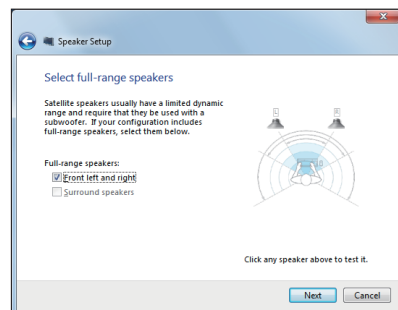 Speaker Setup
Select full-range speakers
Satellite speakers usually have a limited dynamic
range and require that they be used with a
subwoofer. If your configuration includes
full-range speakers, select them below.
L
R
Full-range speakers:
Front left and right
Surround speakers
Click any speaker above to test it.
Next
Cancel